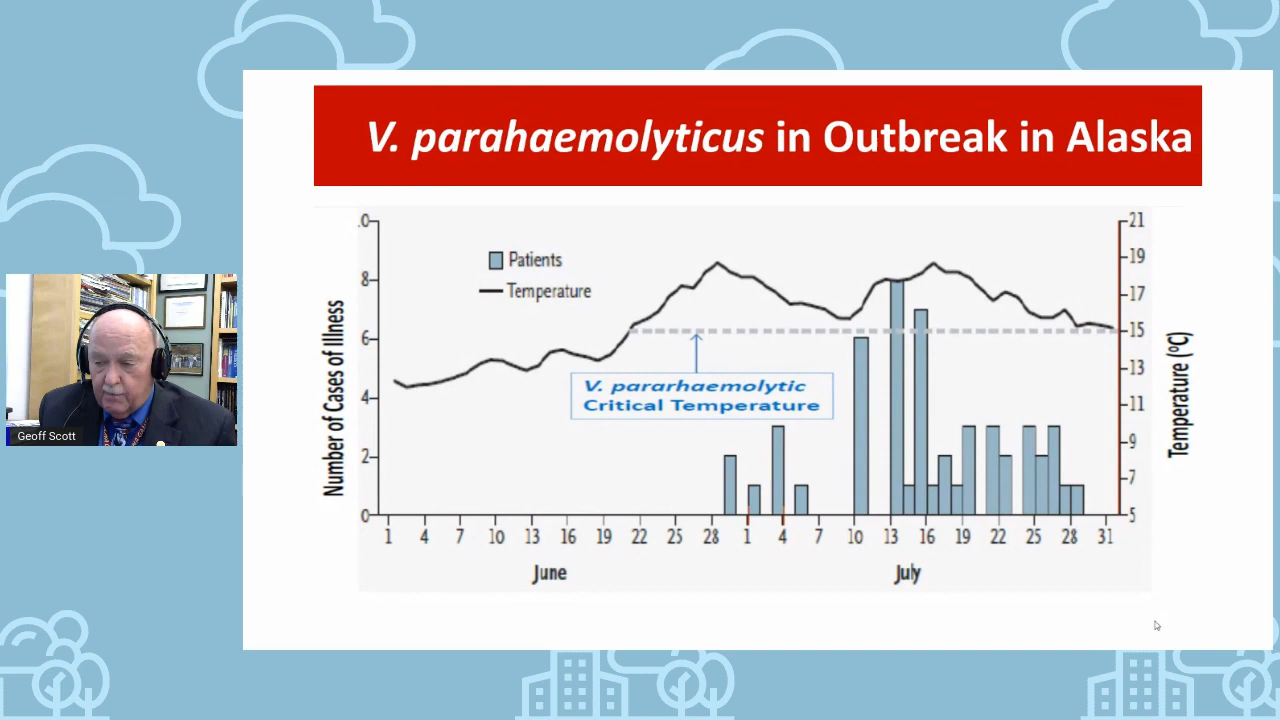 V. parahaemolyticus in Outbreak in Alaska
.0
8
6
4
2
0
Number of Cases of Illness
Patients
Temperature
V. pararhaemolytic
Critical Temperature
21
19
17
15
13
11
9
7
5
Temperature (ºC)
1 4 7 10 13 16 19 22 25 28 1 4 7 10 13 16 19 22 25 28 31
June July
Geoff Scott